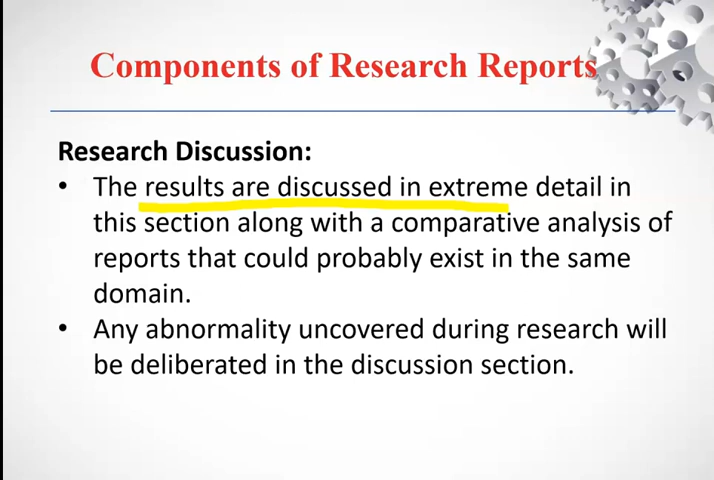 Components of Research Reports
Research Discussion:
• The results are discussed in extreme detail in
this section along with a comparative analysis of
reports that could probably exist in the same
domain.
• Any abnormality uncovered during research will
be deliberated in the discussion section.